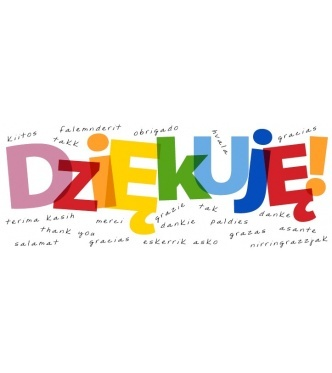 kiitos falemnderit obrigado hvala gracias
takk
DZIĘKUJĘ!
terima kasih merci grazie tak danke
thank you dankie paldies grazas asante
salamat gracias eskerrik asko nirringrazzjak